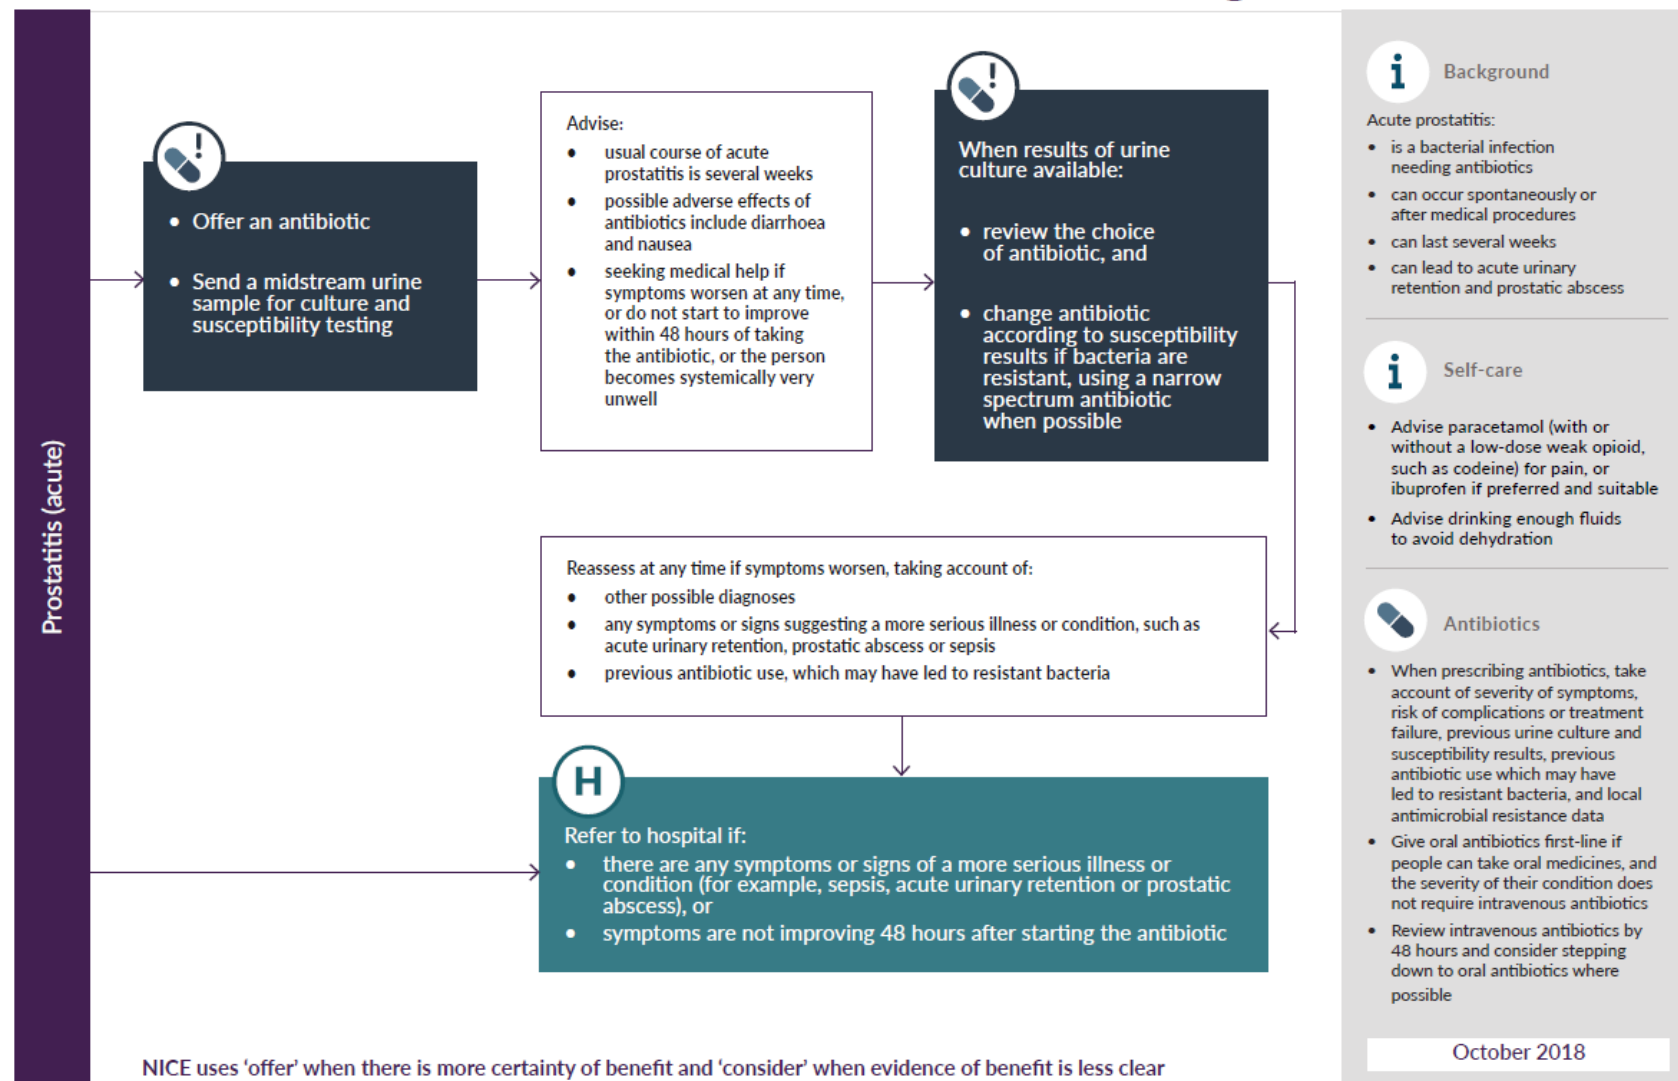 Prostatitis (acute)
• Offer an antibiotic
• Send a midstream urine
sample for culture and
susceptibility testing
Advise:
• usual course of acute
prostatitis is several weeks
• possible adverse effects of
antibiotics include diarrhoea
and nausea
• seeking medical help if
symptoms worsen at any time,
or do not start to improve
within 48 hours of taking
the antibiotic, or the person
becomes systemically very
unwell
When results of urine
culture available:
• review the choice
of antibiotic, and
• change antibiotic
according to susceptibility
results if bacteria are
resistant, using a narrow
spectrum antibiotic
when possible
Reassess at any time if symptoms worsen, taking account of:
• other possible diagnoses
• any symptoms or signs suggesting a more serious illness or condition, such as
acute urinary retention, prostatic abscess or sepsis
• previous antibiotic use, which may have led to resistant bacteria
H
Refer to hospital if:
• there are any symptoms or signs of a more serious illness or
condition (for example, sepsis, acute urinary retention or prostatic
abscess), or
• symptoms are not improving 48 hours after starting the antibiotic
NICE uses ‘offer’ when there is more certainty of benefit and ‘consider’ when evidence of benefit is less clear
Background
Acute prostatitis:
• is a bacterial infection
needing antibiotics
• can occur spontaneously or
after medical procedures
• can last several weeks
• can lead to acute urinary
retention and prostatic abscess
Self-care
• Advise paracetamol (with or
without a low-dose weak opioid,
such as codeine) for pain, or
ibuprofen if preferred and suitable
• Advise drinking enough fluids
to avoid dehydration
Antibiotics
• When prescribing antibiotics, take
account of severity of symptoms,
risk of complications or treatment
failure, previous urine culture and
susceptibility results, previous
antibiotic use which may have
led to resistant bacteria, and local
antimicrobial resistance data
• Give oral antibiotics first-line if
people can take oral medicines, and
the severity of their condition does
not require intravenous antibiotics
• Review intravenous antibiotics by
48 hours and consider stepping
down to oral antibiotics where
possible
October 2018